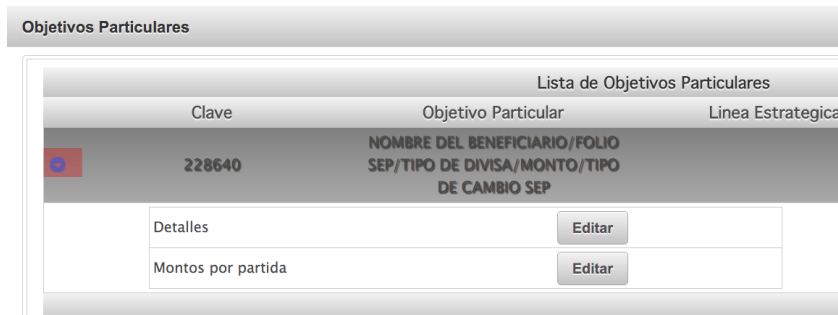 Objetivos Particulares
Lista de Objetivos Particulares
Clave Objetivo Particular Linea Estrategica
228640 NOMBRE DEL BENEFICIARIO/FOLIO
SEP/TIPO DE DIVISA/MONTO/TIPO
DE CAMBIO SEP
Detalles Editar
Montos por partida Editar